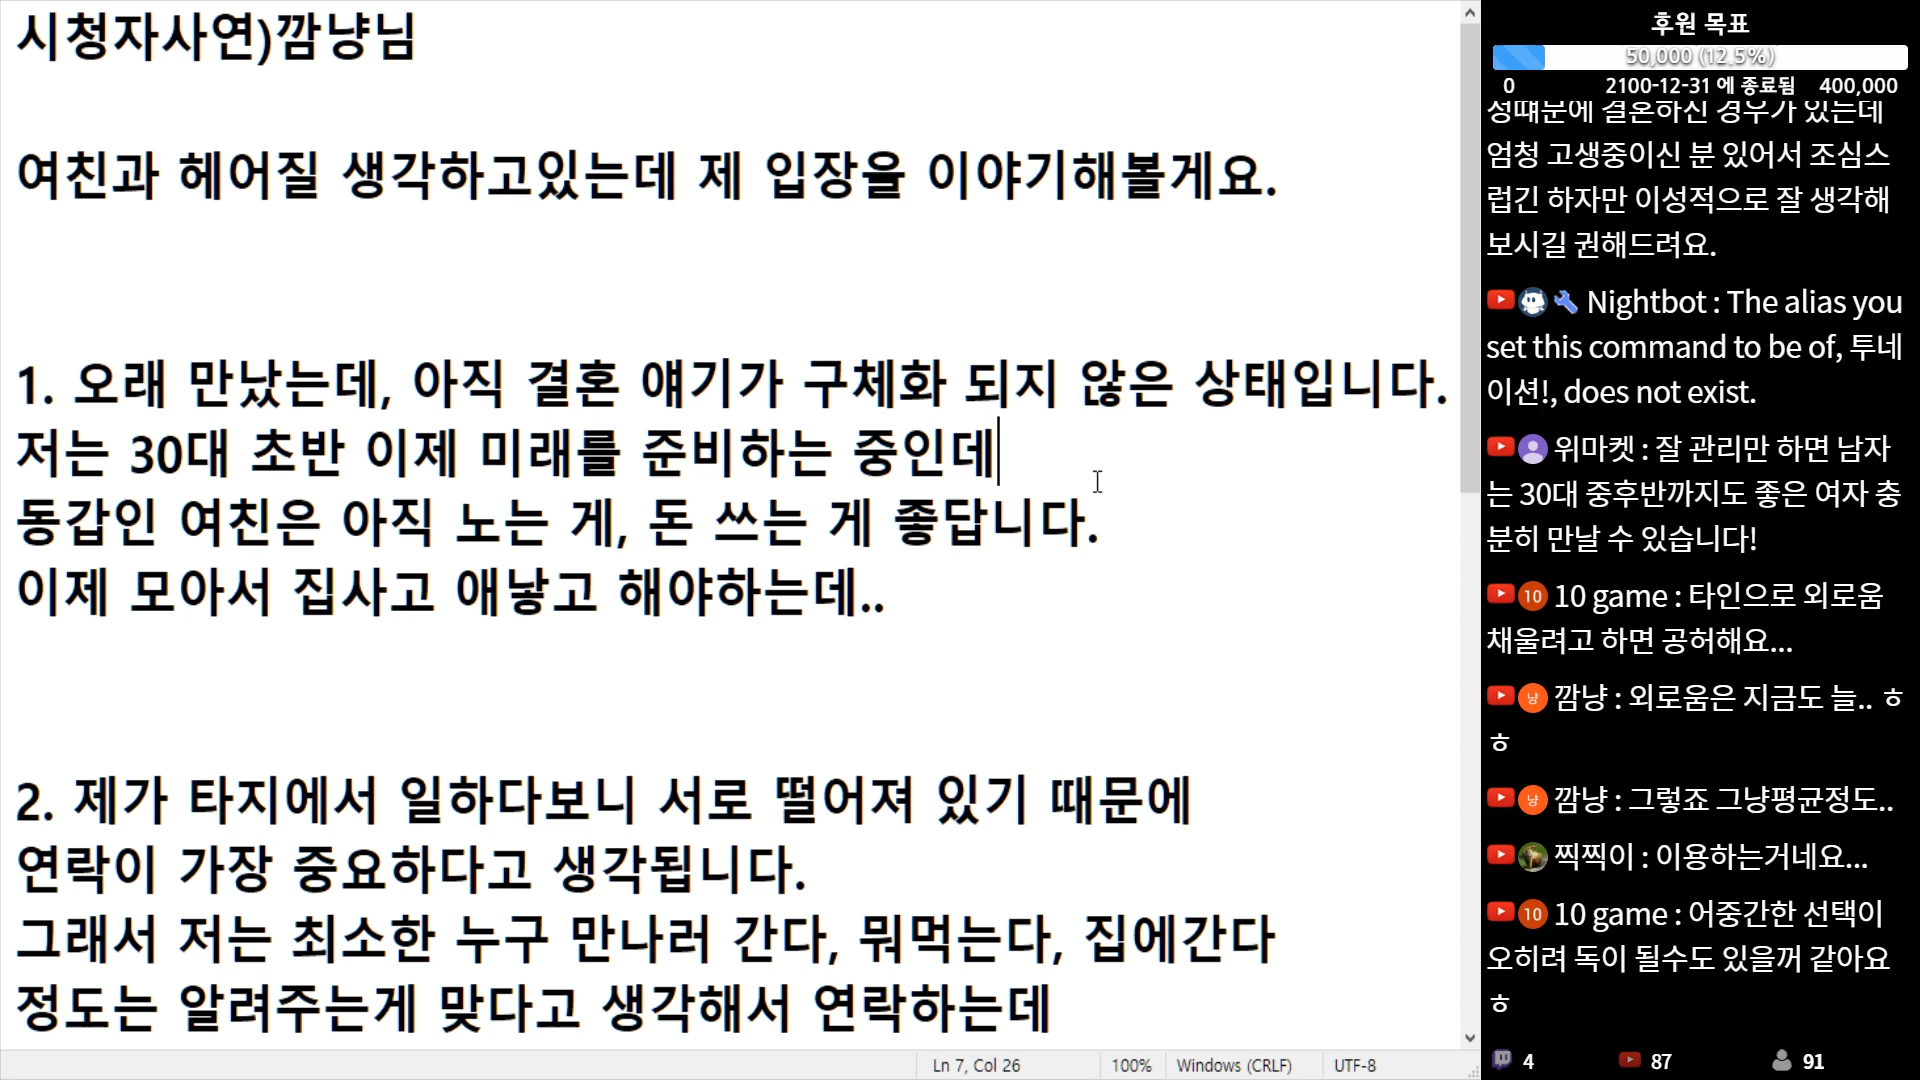 시청자사연)깜냥님
여친과 헤어질 생각하고있는데 제 입장을 이야기해볼게요.
1. 오래 만났는데, 아직 결혼 얘기가 구체화 되지 않은 상태입니다.
저는 30대 초반 이제 미래를 준비하는 중인데
동갑인 여친은 아직 노는 게, 돈 쓰는 게 좋답니다.
이제 모아서 집사고 애낳고 해야하는데..
2. 제가 타지에서 일하다보니 서로 떨어져 있기 때문에
연락이 가장 중요하다고 생각됩니다.
그래서 저는 최소한 누구 만나러 간다, 뭐먹는다, 집에간다
정도는 알려주는게 맞다고 생각해서 연락하는데
Ln 7, Col 26
100%
Windows (CRLF)
UTF-8
후원 목표
50,000 (12.5%)
0 2100-12-31 에 종료됨 400,000
성떄문에 결혼하신 경우가 있는데
엄청 고생중이신 분 있어서 조심스
럽긴 하자만 이성적으로 잘 생각해
보시길 권해드려요.
Nightbot : The alias you
set this command to be of, 투네
이션!, does not exist.
위마켓 : 잘 관리만 하면 남자
는 30대 중후반까지도 좋은 여자 충
분히 만날 수 있습니다!
10 10 game : 타인으로 외로움
채울려고 하면 공허해요...
냥 깜냥 : 외로움은 지금도 늘.. ㅎ
ㅎ
냥 깜냥 : 그렇죠 그냥평균정도..
찍찍이 : 이용하는거네요...
10 10 game : 어중간한 선택이
오히려 독이 될수도 있을꺼 같아요
ㅎ
4 87 91